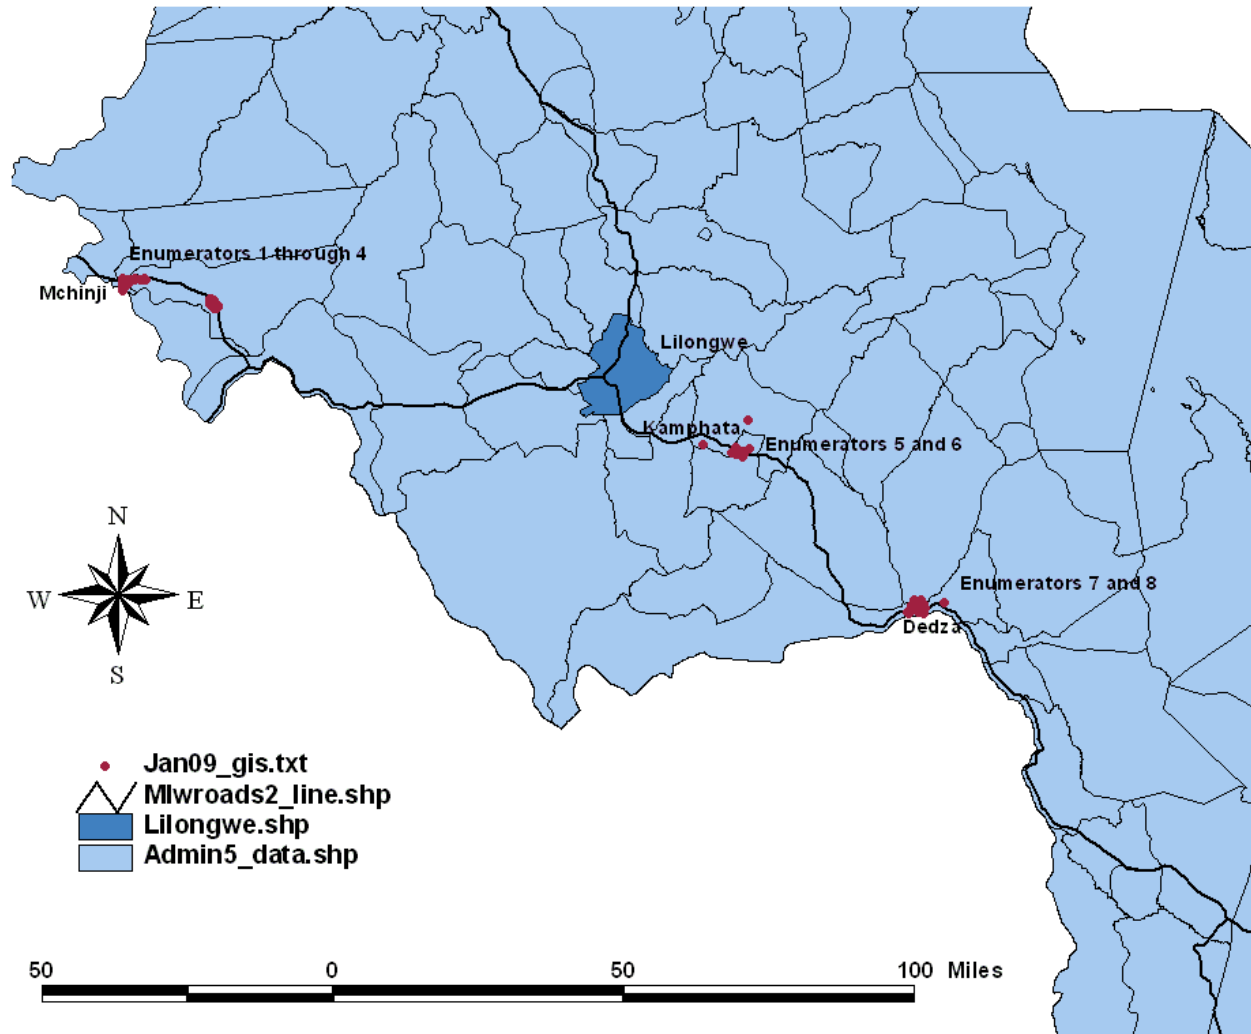 Enumerators 1 through 4
Mchinji
Lilongwe
Kamphata
Enumerators 5 and 6
N
W E
S
Enumerators 7 and 8
Dedza
Jan09_gis.txt
Mlwroads2_line.shp
Lilongwe.shp
Admin5_data.shp
50 0 50 100 Miles